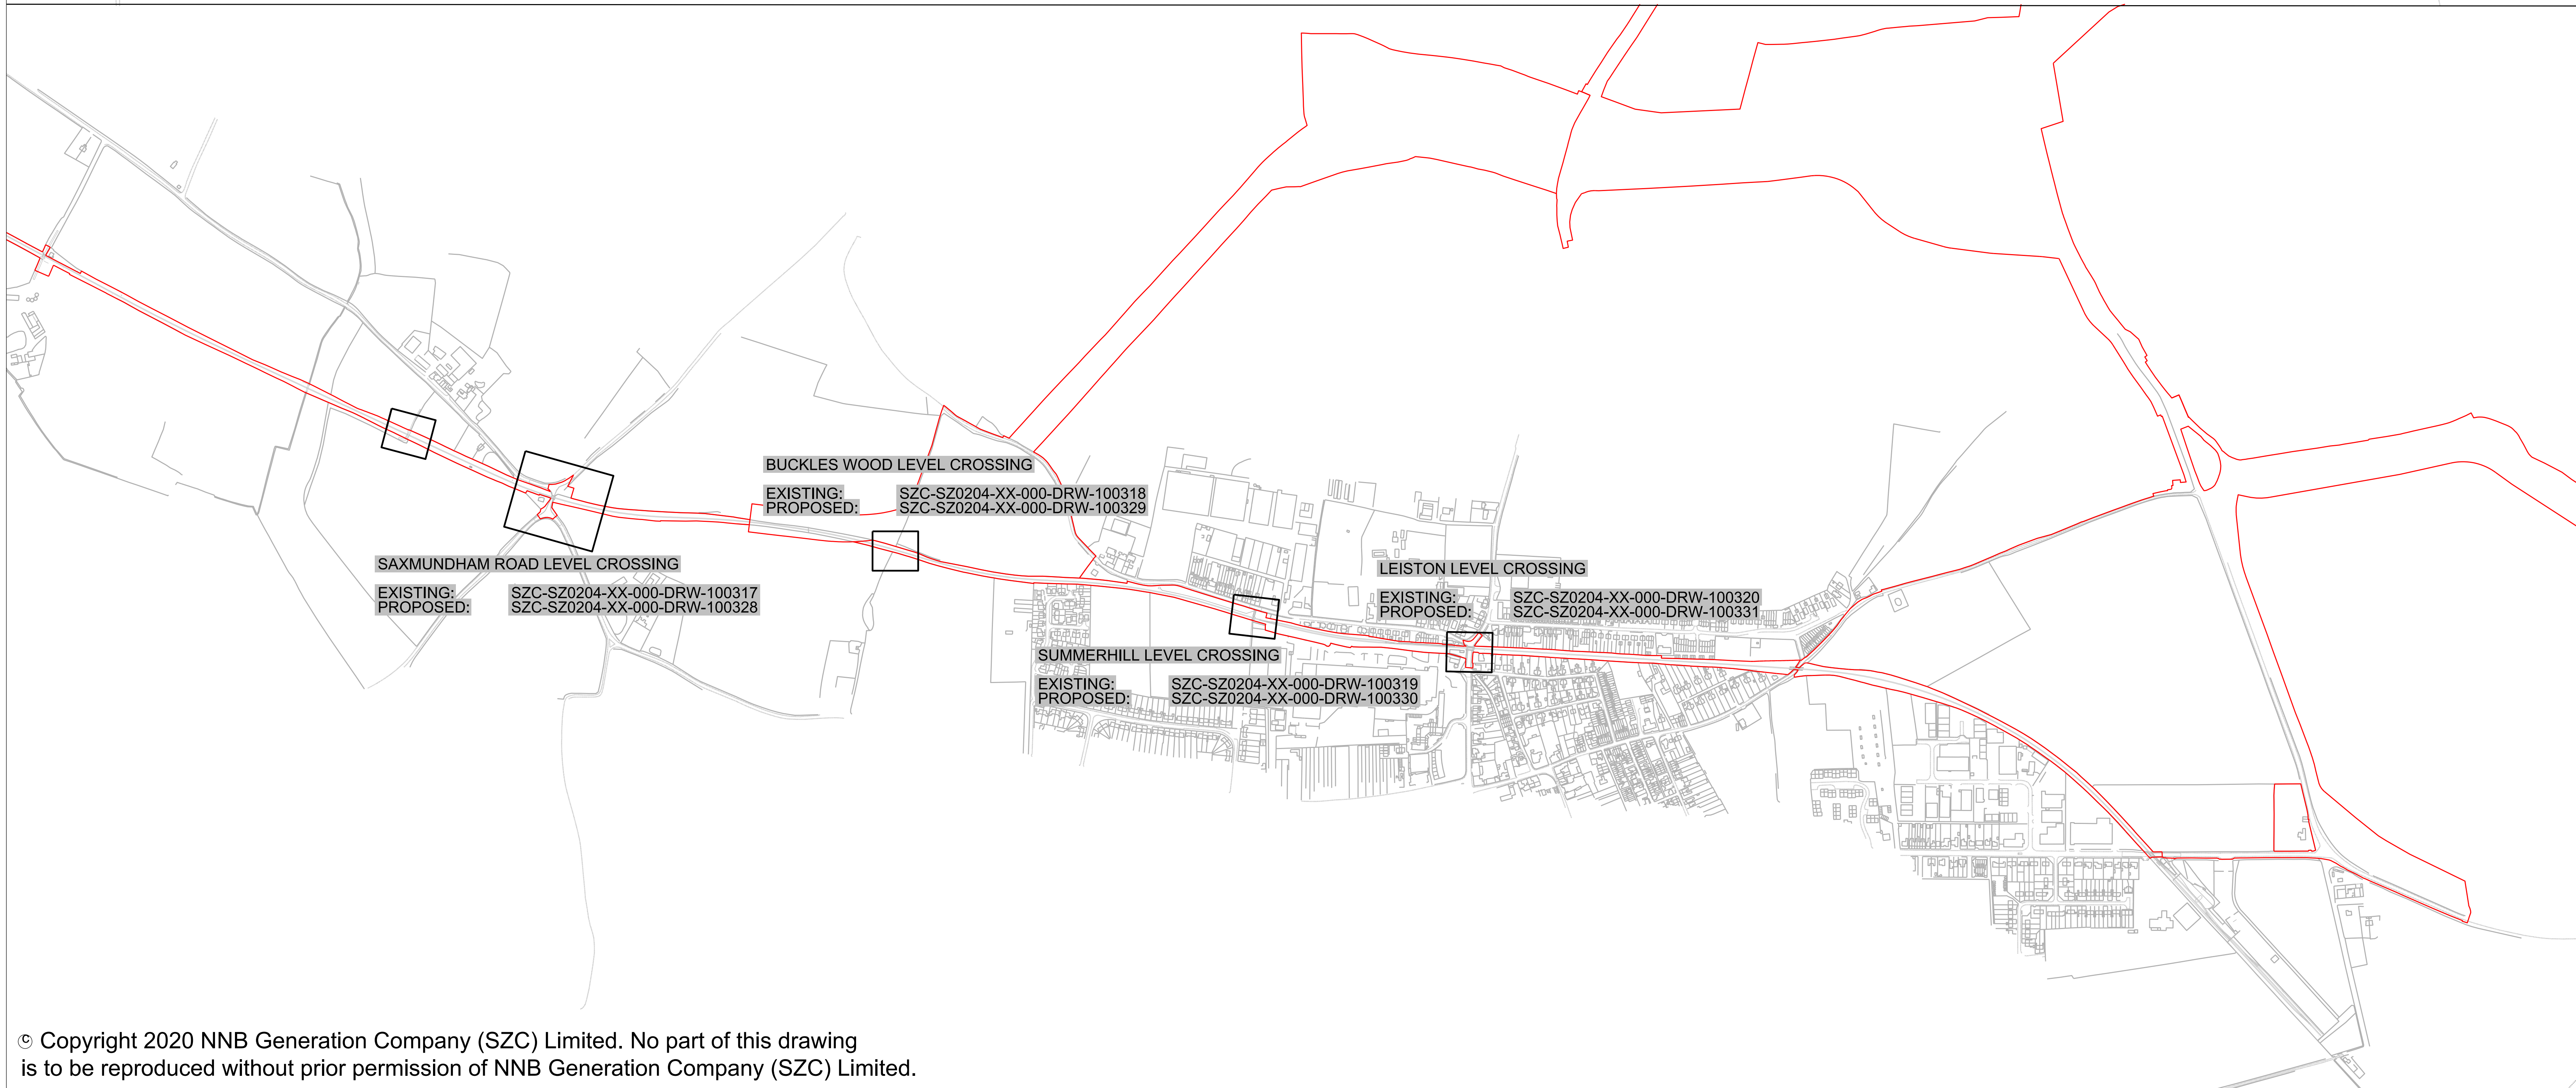 BUCKLES WOOD LEVEL CROSSING
EXISTING: SZC-SZ0204-XX-000-DRW-100318
PROPOSED: SZC-SZ0204-XX-000-DRW-100329
SAXMUNDHAM ROAD LEVEL CROSSING
EXISTING: SZC-SZ0204-XX-000-DRW-100317
PROPOSED: SZC-SZ0204-XX-000-DRW-100328
LEISTON LEVEL CROSSING
EXISTING: SZC-SZ0204-XX-000-DRW-100320
PROPOSED: SZC-SZ0204-XX-000-DRW-100331
SUMMERHILL LEVEL CROSSING
EXISTING: SZC-SZ0204-XX-000-DRW-100319
PROPOSED: SZC-SZ0204-XX-000-DRW-100330
© Copyright 2020 NNB Generation Company (SZC) Limited. No part of this drawing
is to be reproduced without prior permission of NNB Generation Company (SZC) Limited.